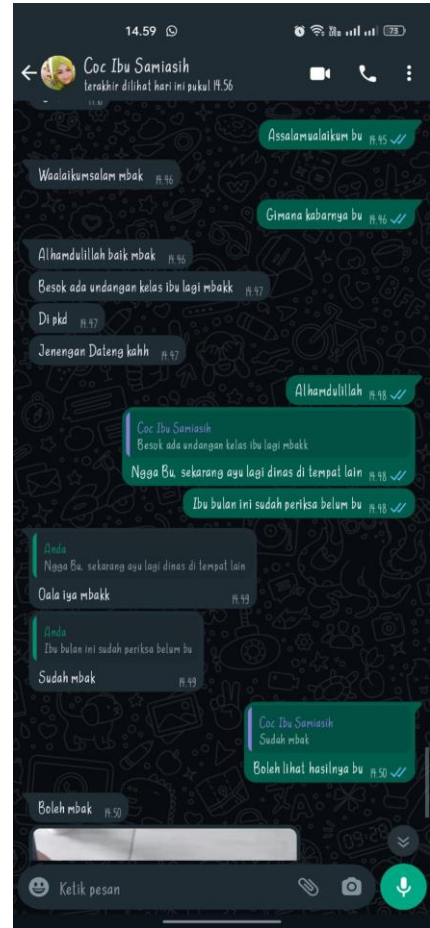 14.59
73
Coc Ibu Samiasih
terakhir dilihat hari ini pukul 14.56
Assalamualaikum bu 14.45
Waalaikumsalam mbak 14.46
Gimana kabarnya bu 14.46
Alhamdulillah baik mbak 14.46
Besok ada undangan kelas ibu lagi mbakk 14.47
Di pkd 14.47
Jenengan Dateng kahh 14.47
Alhamdulillah 14.48
Coc Ibu Samiasih
Besok ada undangan kelas ibu lagi mbakk
Ngga Bu, sekarang ayu lagi dinas di tempat lain 14.48
Ibu bulan ini sudah periksa belum bu 14.48
Anda
Ngga Bu, sekarang ayu lagi dinas di tempat lain
Oala iya mbakk 14.49
Anda
Ibu bulan ini sudah periksa belum bu
Sudah mbak 14.49
Coc Ibu Samiasih
Sudah mbak
Boleh lihat hasilnya bu 14.50
Boleh mbak 14.50
Ketik pesan